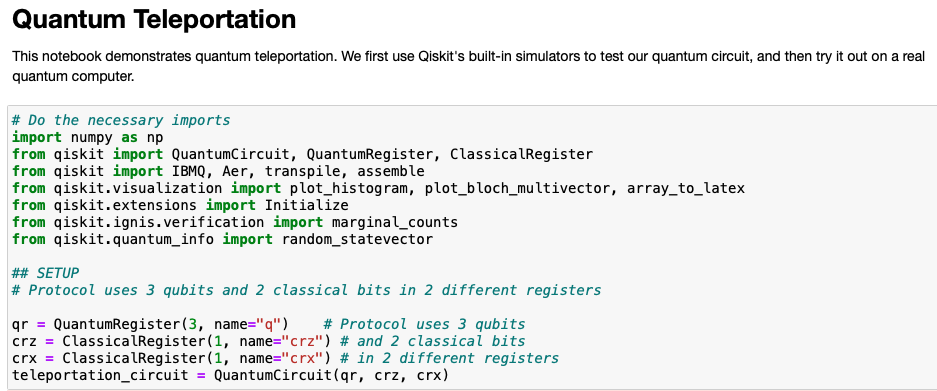 Quantum Teleportation
This notebook demonstrates quantum teleportation. We first use Qiskit's built-in simulators to test our quantum circuit, and then try it out on a real
quantum computer.
# Do the necessary imports
import numpy as np
from qiskit import QuantumCircuit, QuantumRegister, ClassicalRegister
from qiskit import IBMQ, Aer, transpile, assemble
from qiskit.visualization import plot_histogram, plot_bloch_multivector, array_to_latex
from qiskit.extensions import Initialize
from qiskit.ignis.verification import marginal_counts
from qiskit.quantum_info import random_statevector
## SETUP
# Protocol uses 3 qubits and 2 classical bits in 2 different registers
qr = QuantumRegister(3, name="q")    # Protocol uses 3 qubits
crz = ClassicalRegister(1, name="crz") # and 2 classical bits
crx = ClassicalRegister(1, name="crx") # in 2 different registers
teleportation_circuit = QuantumCircuit(qr, crz, crx)